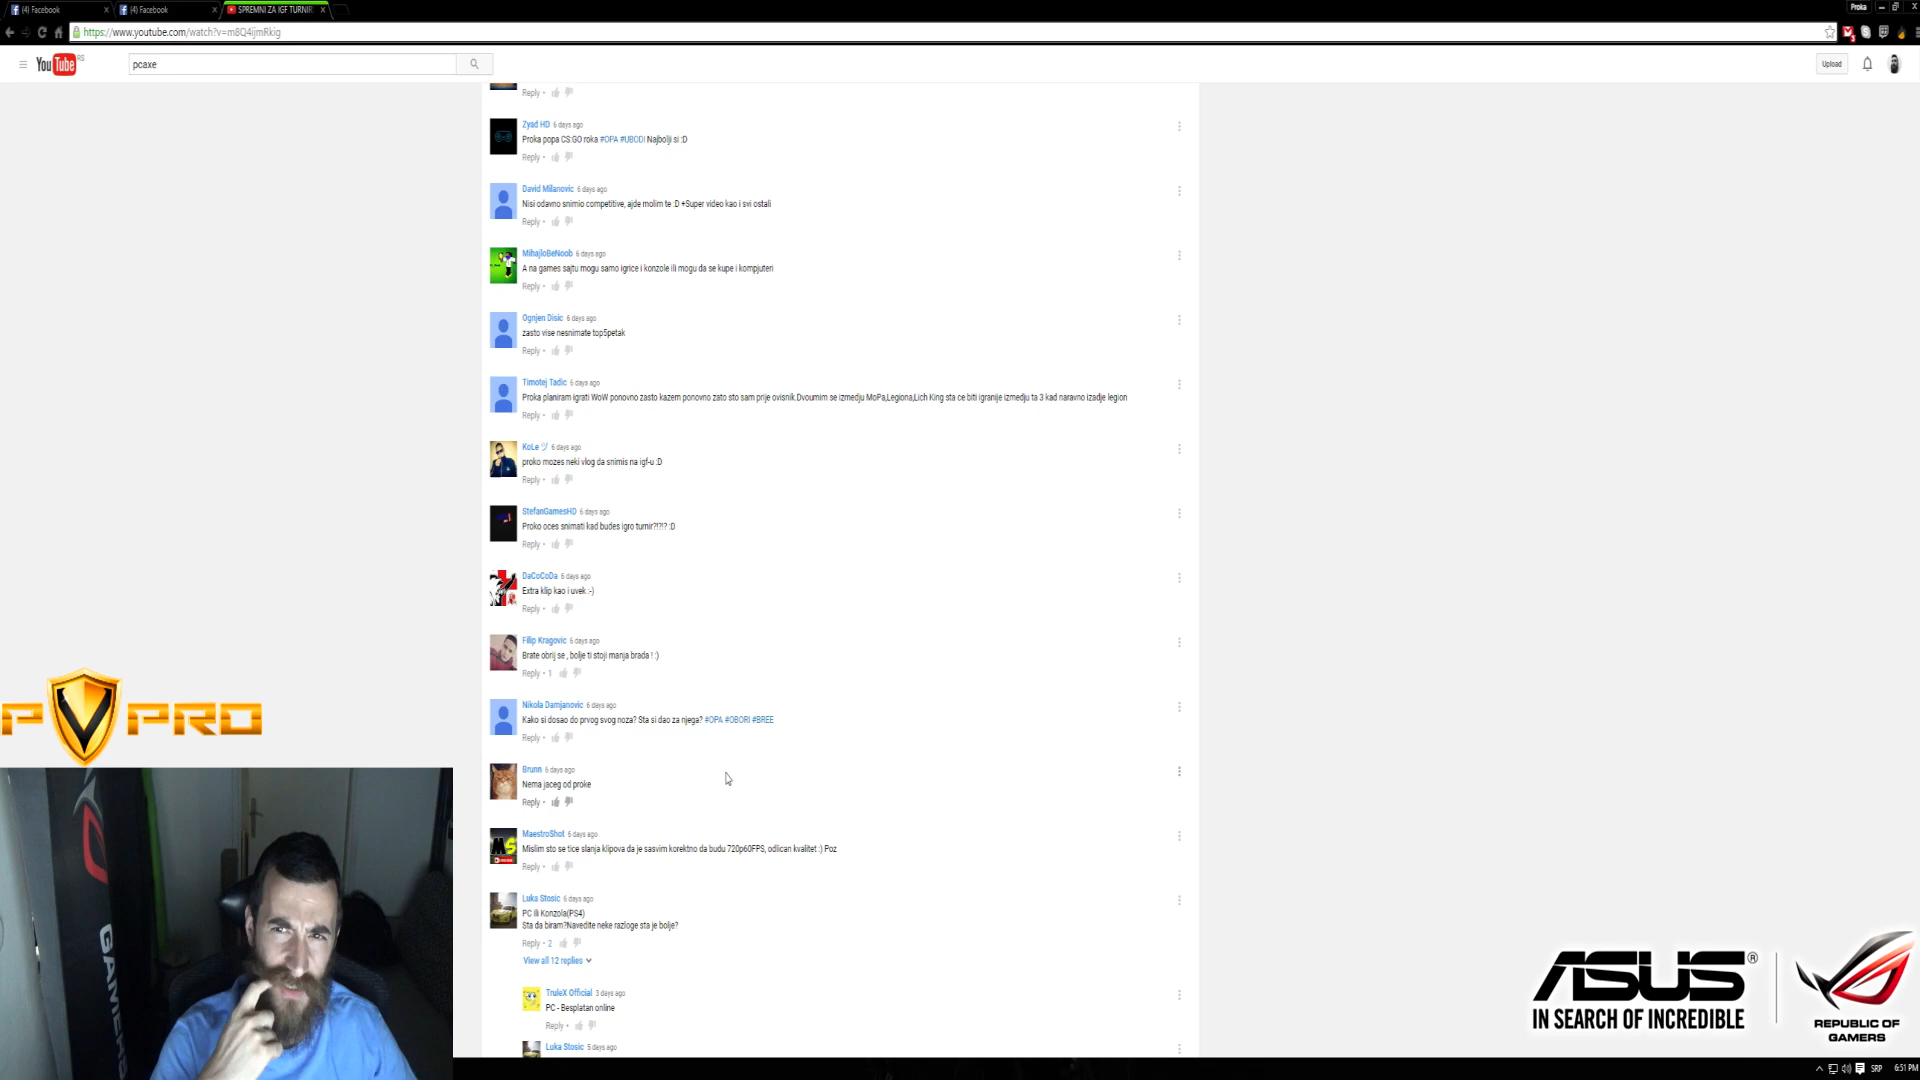 (4) Facebook
(4) Facebook
SPREMNI ZA IGF TURNIR
Proka
https://www.youtube.com/watch?v=m8Q4ijmRkig
YouTube RS
pcaxe
Upload
Reply •
Zyad HD 6 days ago
Proka popa CS:GO roka #OPA #UBODI Najbolji si :D
Reply •
David Milanovic 6 days ago
Nisi odavno snimio competitive, ajde molim te :D +Super video kao i svi ostali
Reply •
MihajloBeNoob 6 days ago
A na games sajtu mogu samo igrice i konzole ili mogu da se kupe i kompjuteri
Reply •
Ognjen Disic 6 days ago
zasto vise nesnimate top5petak
Reply •
Timotej Tadic 6 days ago
Proka planiram igrati WoW ponovno zasto kazem ponovno zato sto sam prije ovisnik.Dvoumim se izmedju MoPa,Legiona,Lich King sta ce biti igranije izmedju ta 3 kad naravno izadje legion
Reply •
KoLe ヅ 6 days ago
proko mozes neki vlog da snimis na igf-u :D
Reply •
StefanGamesHD 6 days ago
Proko oces snimati kad budes igro turnir?!?!? :D
Reply •
DaCoCoDa 6 days ago
Extra klip kao i uvek :-)
Reply •
Filip Kragovic 6 days ago
Brate obrij se , bolje ti stoji manja brada ! :)
Reply • 1
Nikola Damjanovic 6 days ago
Kako si dosao do prvog svog noza? Sta si dao za njega? #OPA #OBORI #BREE
Reply •
Brunn 6 days ago
Nema jaceg od proke
Reply •
MaestroShot 6 days ago
Mislim sto se tice slanja klipova da je sasvim korektno da budu 720p60FPS, odlican kvalitet :) Poz
Reply •
Luka Stosic 6 days ago
PC ili Konzola(PS4)
Sta da biram?Navedite neke razloge sta je bolje?
Reply • 2
View all 12 replies
TruleX Official 3 days ago
PC - Besplatan online
Reply •
Luka Stosic 5 days ago
PVPRO
GAMERS
ASUS®
IN SEARCH OF INCREDIBLE
REPUBLIC OF
GAMERS
SRP 6:51 PM